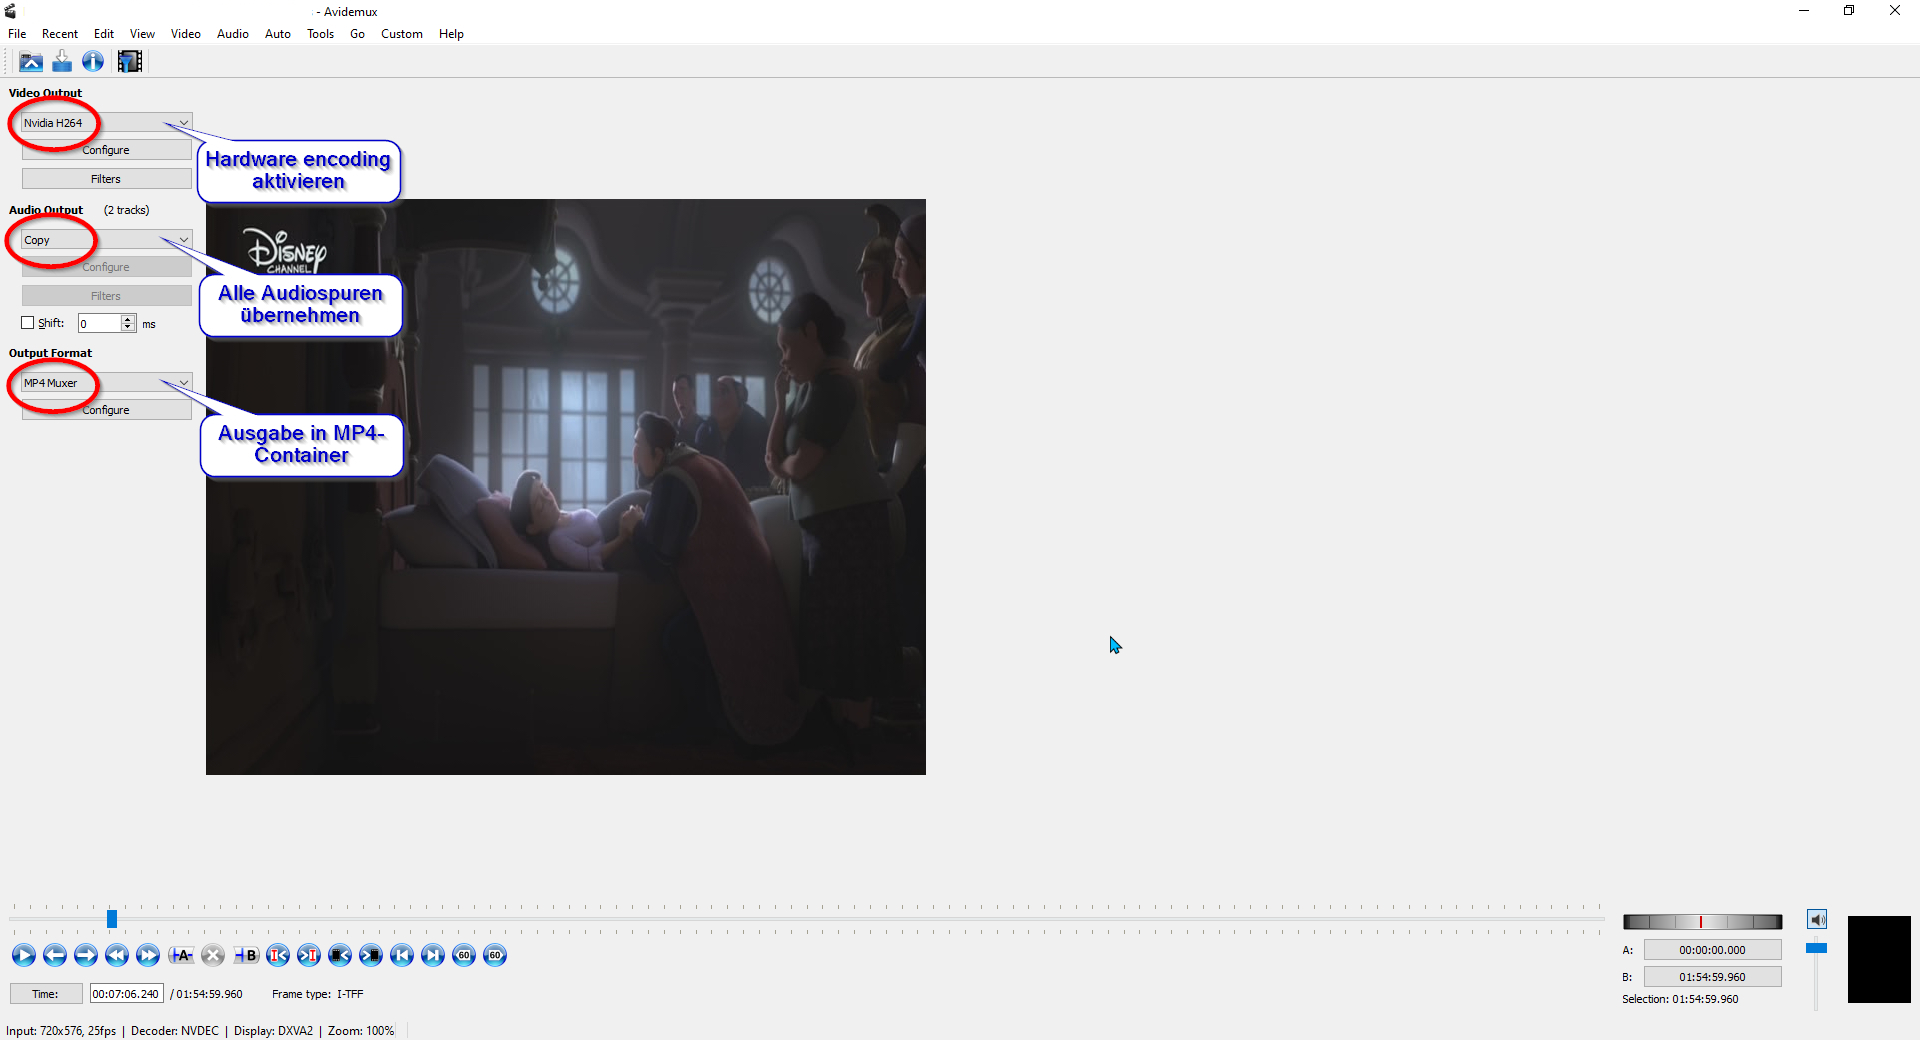 - Avidemux
File Recent Edit View Video Audio Auto Tools Go Custom Help
Video Output
Nvidia H264
Configure
Filters
Hardware encoding
aktivieren
Audio Output (2 tracks)
Copy
Configure
Filters
Shift: 0 ms
Alle Audiospuren
übernehmen
Output Format
MP4 Muxer
Configure
Ausgabe in MP4-
Container
Disney
CHANNEL
A
B
60
60
Time: 00:07:06.240 / 01:54:59.960 Frame type: I-TFF
A: 00:00:00.000
B: 01:54:59.960
Selection: 01:54:59.960
Input: 720x576, 25fps | Decoder: NVDEC | Display: DXVA2 | Zoom: 100%